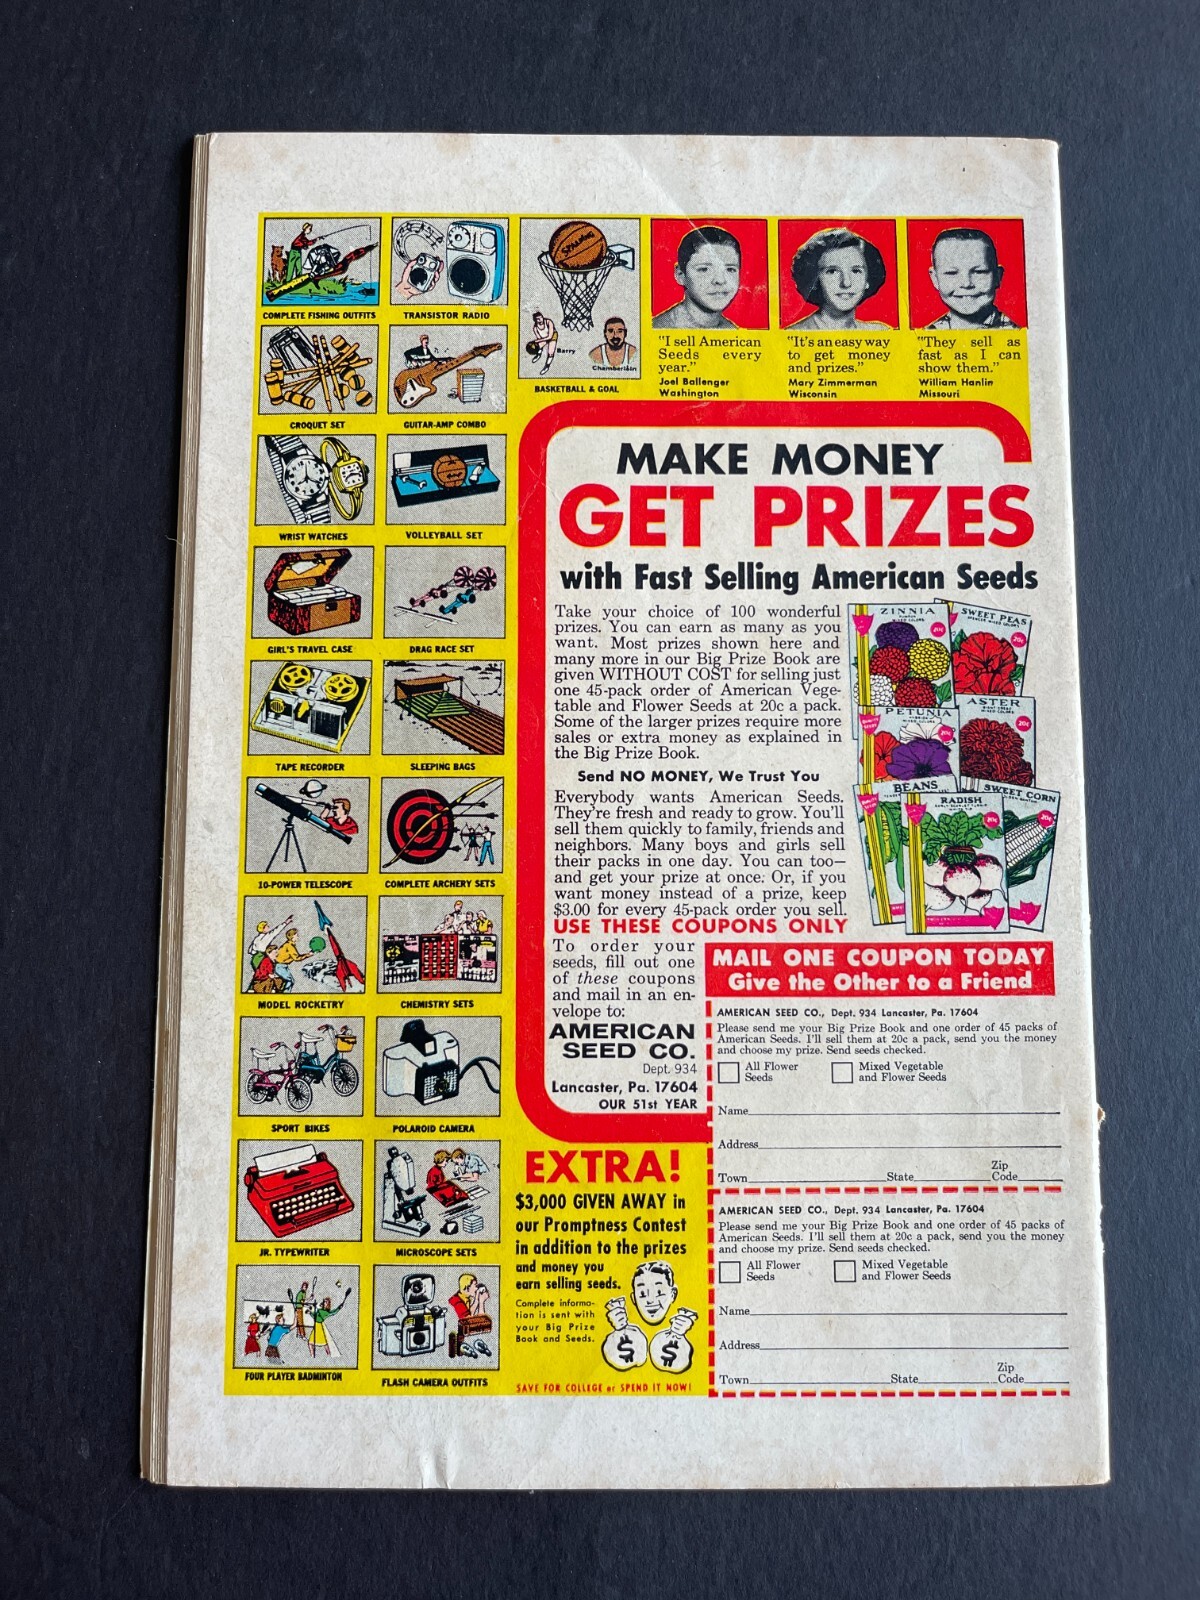 COMPLETE FISHING OUTFITS
TRANSISTOR RADIO
SPALDING
Barry
Chamberlain
BASKETBALL & GOAL
CROQUET SET
GUITAR-AMP COMBO
WRIST WATCHES
VOLLEYBALL SET
GIRL'S TRAVEL CASE
DRAG RACE SET
TAPE RECORDER
SLEEPING BAGS
10-POWER TELESCOPE
COMPLETE ARCHERY SETS
MODEL ROCKETRY
CHEMISTRY SETS
SPORT BIKES
POLAROID CAMERA
JR. TYPEWRITER
MICROSCOPE SETS
FOUR PLAYER BADMINTON
FLASH CAMERA OUTFITS
"I sell American
Seeds every
year."
Joel Ballenger
Washington
"It's an easy way
to get money
and prizes."
Mary Zimmerman
Wisconsin
"They sell as
fast as I can
show them."
William Hanlin
Missouri
MAKE MONEY
GET PRIZES
with Fast Selling American Seeds
Take your choice of 100 wonderful
prizes. You can earn as many as you
want. Most prizes shown here and
many more in our Big Prize Book are
given WITHOUT COST for selling just
one 45-pack order of American Vege-
table and Flower Seeds at 20c a pack.
Some of the larger prizes require more
sales or extra money as explained in
the Big Prize Book.
Send NO MONEY, We Trust You
Everybody wants American Seeds.
They're fresh and ready to grow. You'll
sell them quickly to family, friends and
neighbors. Many boys and girls sell
their packs in one day. You can too—
and get your prize at once. Or, if you
want money instead of a prize, keep
$3.00 for every 45-pack order you sell.
USE THESE COUPONS ONLY
ZINNIA
MIXED COLORS
20¢
SWEET PEAS
SPENCER MIXED COLORS
20¢
PETUNIA
MIXED COLORS
20¢
ASTER
MIXED COLORS
20¢
BEANS
RADISH
20¢
SWEET CORN
20¢
To order your
seeds, fill out one
of these coupons
and mail in an en-
velope to:
AMERICAN
SEED CO.
Dept. 934
Lancaster, Pa. 17604
OUR 51st YEAR
MAIL ONE COUPON TODAY
Give the Other to a Friend
AMERICAN SEED CO., Dept. 934 Lancaster, Pa. 17604
Please send me your Big Prize Book and one order of 45 packs of
American Seeds. I'll sell them at 20c a pack, send you the money
and choose my prize. Send seeds checked.
All Flower Seeds
Mixed Vegetable and Flower Seeds
Name
Address
Town State Zip Code
AMERICAN SEED CO., Dept. 934 Lancaster, Pa. 17604
Please send me your Big Prize Book and one order of 45 packs of
American Seeds. I'll sell them at 20c a pack, send you the money
and choose my prize. Send seeds checked.
All Flower Seeds
Mixed Vegetable and Flower Seeds
Name
Address
Town State Zip Code
EXTRA!
$3,000 GIVEN AWAY in
our Promptness Contest
in addition to the prizes
and money you
earn selling seeds.
Complete informa-
tion is sent with
your Big Prize
Book and Seeds.
$ $
SAVE FOR COLLEGE or SPEND IT NOW!